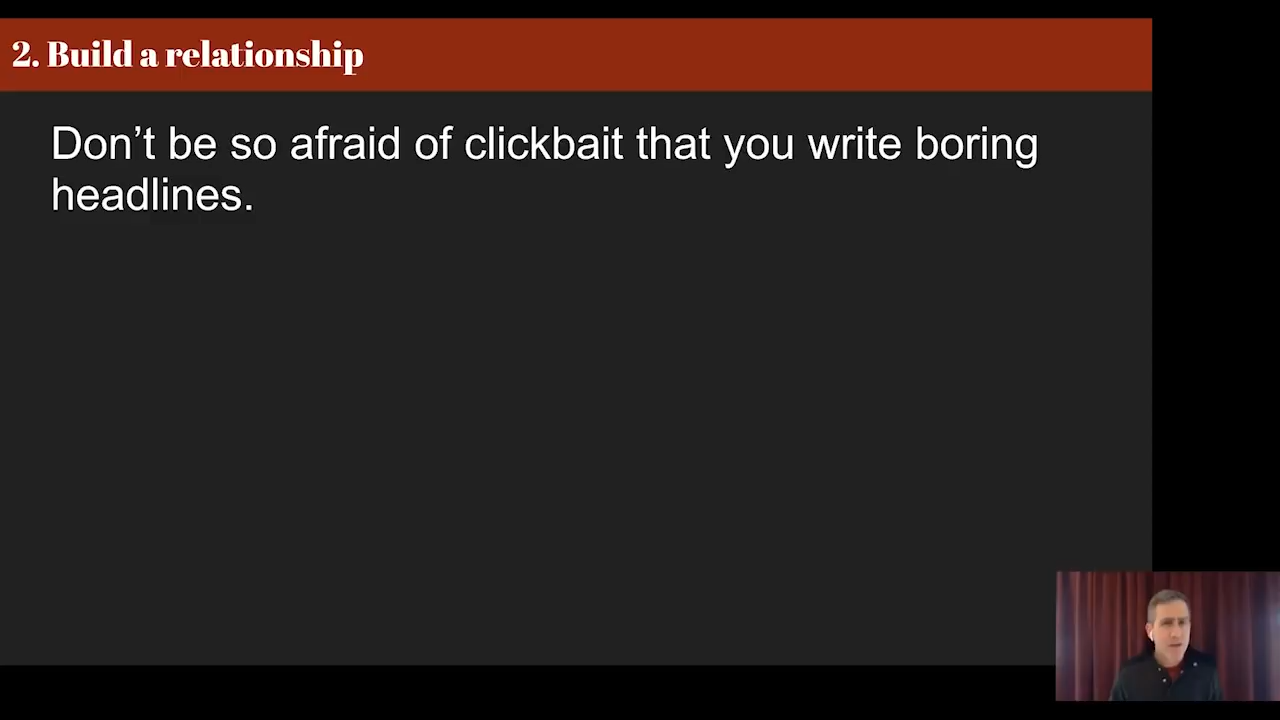 2. Build a relationship
Don’t be so afraid of clickbait that you write boring
headlines.